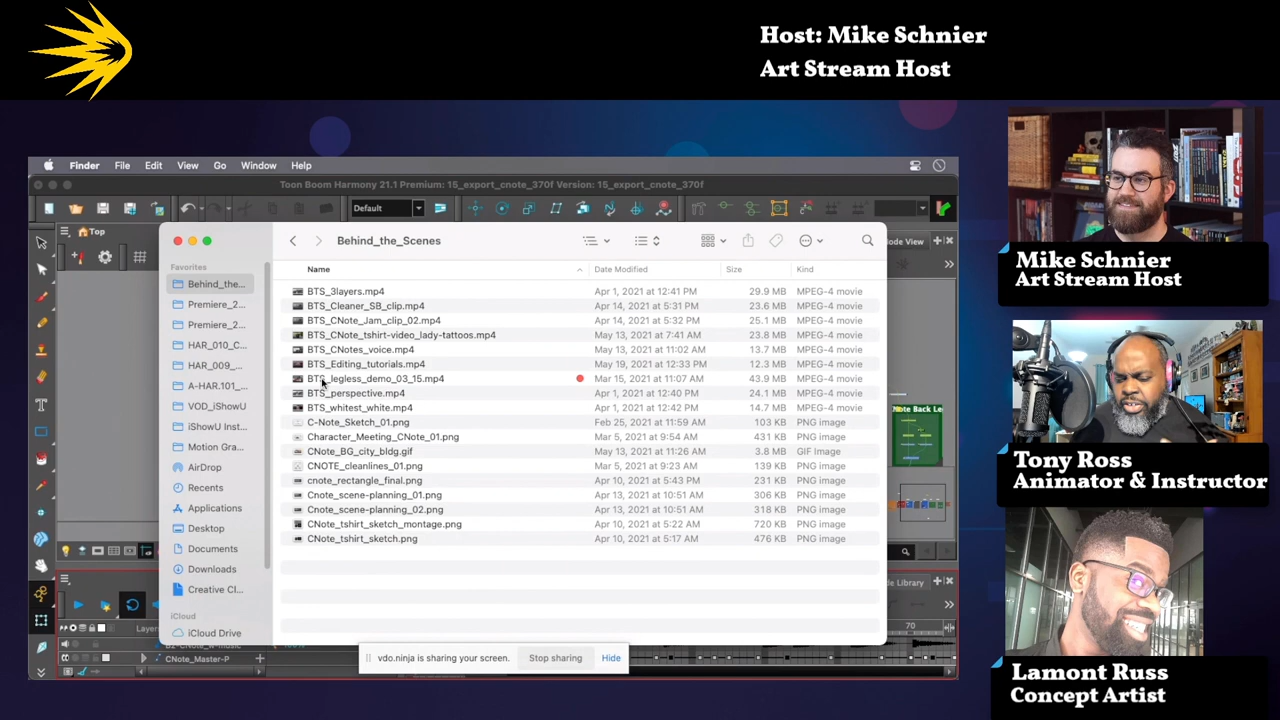 Host: Mike Schnier
Art Stream Host
Finder File Edit View Go Window Help
Toon Boom Harmony 21.1 Premium: 15_export_cnote_370f Version: 15_export_cnote_370f
Default
Top
Behind_the_Scenes
Node View
Favorites
Behind_the...
Premiere_2...
Premiere_2...
HAR_010_C...
HAR_009_...
A-HAR.101_...
VOD_iShowU
iShowU Inst...
Motion Gra...
AirDrop
Recents
Applications
Desktop
Documents
Downloads
Creative Cl...
iCloud
iCloud Drive
Name Date Modified Size Kind
BTS_3layers.mp4 Apr 1, 2021 at 12:41 PM 29.9 MB MPEG-4 movie
BTS_Cleaner_SB_clip.mp4 Apr 14, 2021 at 5:31 PM 23.6 MB MPEG-4 movie
BTS_CNote_Jam_clip_02.mp4 Apr 14, 2021 at 5:32 PM 25.1 MB MPEG-4 movie
BTS_CNote_tshirt-video_lady-tattoos.mp4 May 13, 2021 at 7:41 AM 23.8 MB MPEG-4 movie
BTS_CNotes_voice.mp4 May 13, 2021 at 11:02 AM 13.7 MB MPEG-4 movie
BTS_Editing_tutorials.mp4 May 13, 2021 at 12:33 PM 12.3 MB MPEG-4 movie
BTS_legless_demo_03_15.mp4 Mar 15, 2021 at 11:07 AM 43.9 MB MPEG-4 movie
BTS_perspective.mp4 Apr 1, 2021 at 12:40 PM 24.1 MB MPEG-4 movie
BTS_whitest_white.mp4 Apr 1, 2021 at 12:42 PM 14.7 MB MPEG-4 movie
C-Note_Sketch_01.png Feb 25, 2021 at 11:59 AM 103 KB PNG image
Character_Meeting_CNote_01.png Mar 5, 2021 at 9:54 AM 431 KB PNG image
CNote_BG_city_bldg.gif May 13, 2021 at 11:26 AM 3.8 MB GIF Image
CNOTE_cleanlines_01.png Mar 5, 2021 at 9:23 AM 139 KB PNG image
cnote_rectangle_final.png Apr 10, 2021 at 5:43 PM 231 KB PNG image
Cnote_scene-planning_01.png Apr 13, 2021 at 10:51 AM 306 KB PNG image
Cnote_scene-planning_02.png Apr 13, 2021 at 10:51 AM 318 KB PNG image
CNote_tshirt_sketch_montage.png Apr 10, 2021 at 5:22 AM 720 KB PNG image
CNote_tshirt_sketch.png Apr 10, 2021 at 5:17 AM 476 KB PNG image
Note Back Le
de Library
70
vdo.ninja is sharing your screen. Stop sharing Hide
Layer
CNote_Master-P
Mike Schnier
Art Stream Host
Tony Ross
Animator & Instructor
Lamont Russ
Concept Artist